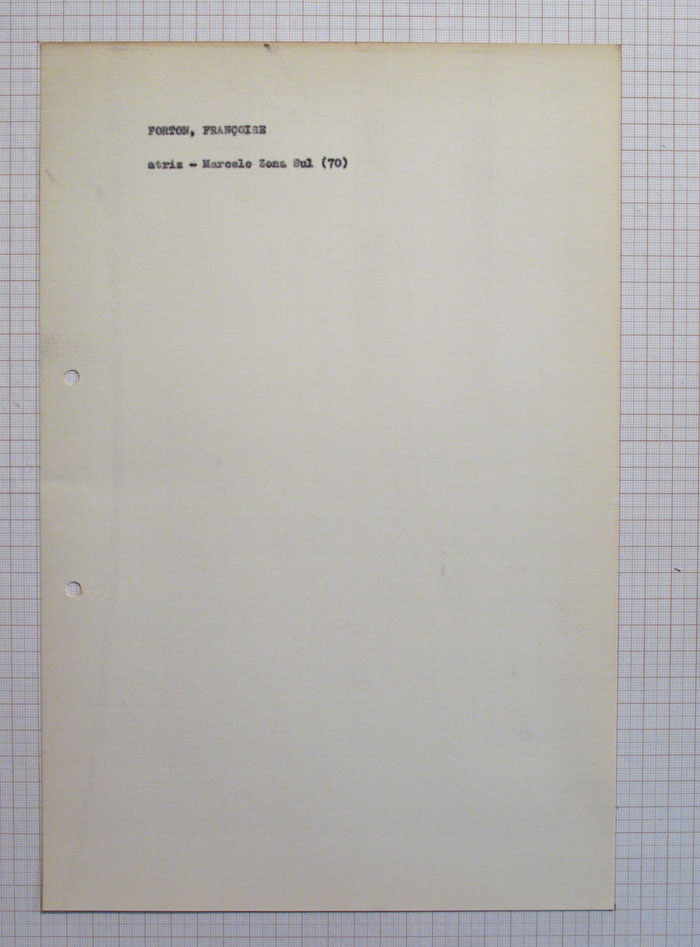 FORTON, FRANÇOISE
atriz - Marcelo Zona Sul (70)